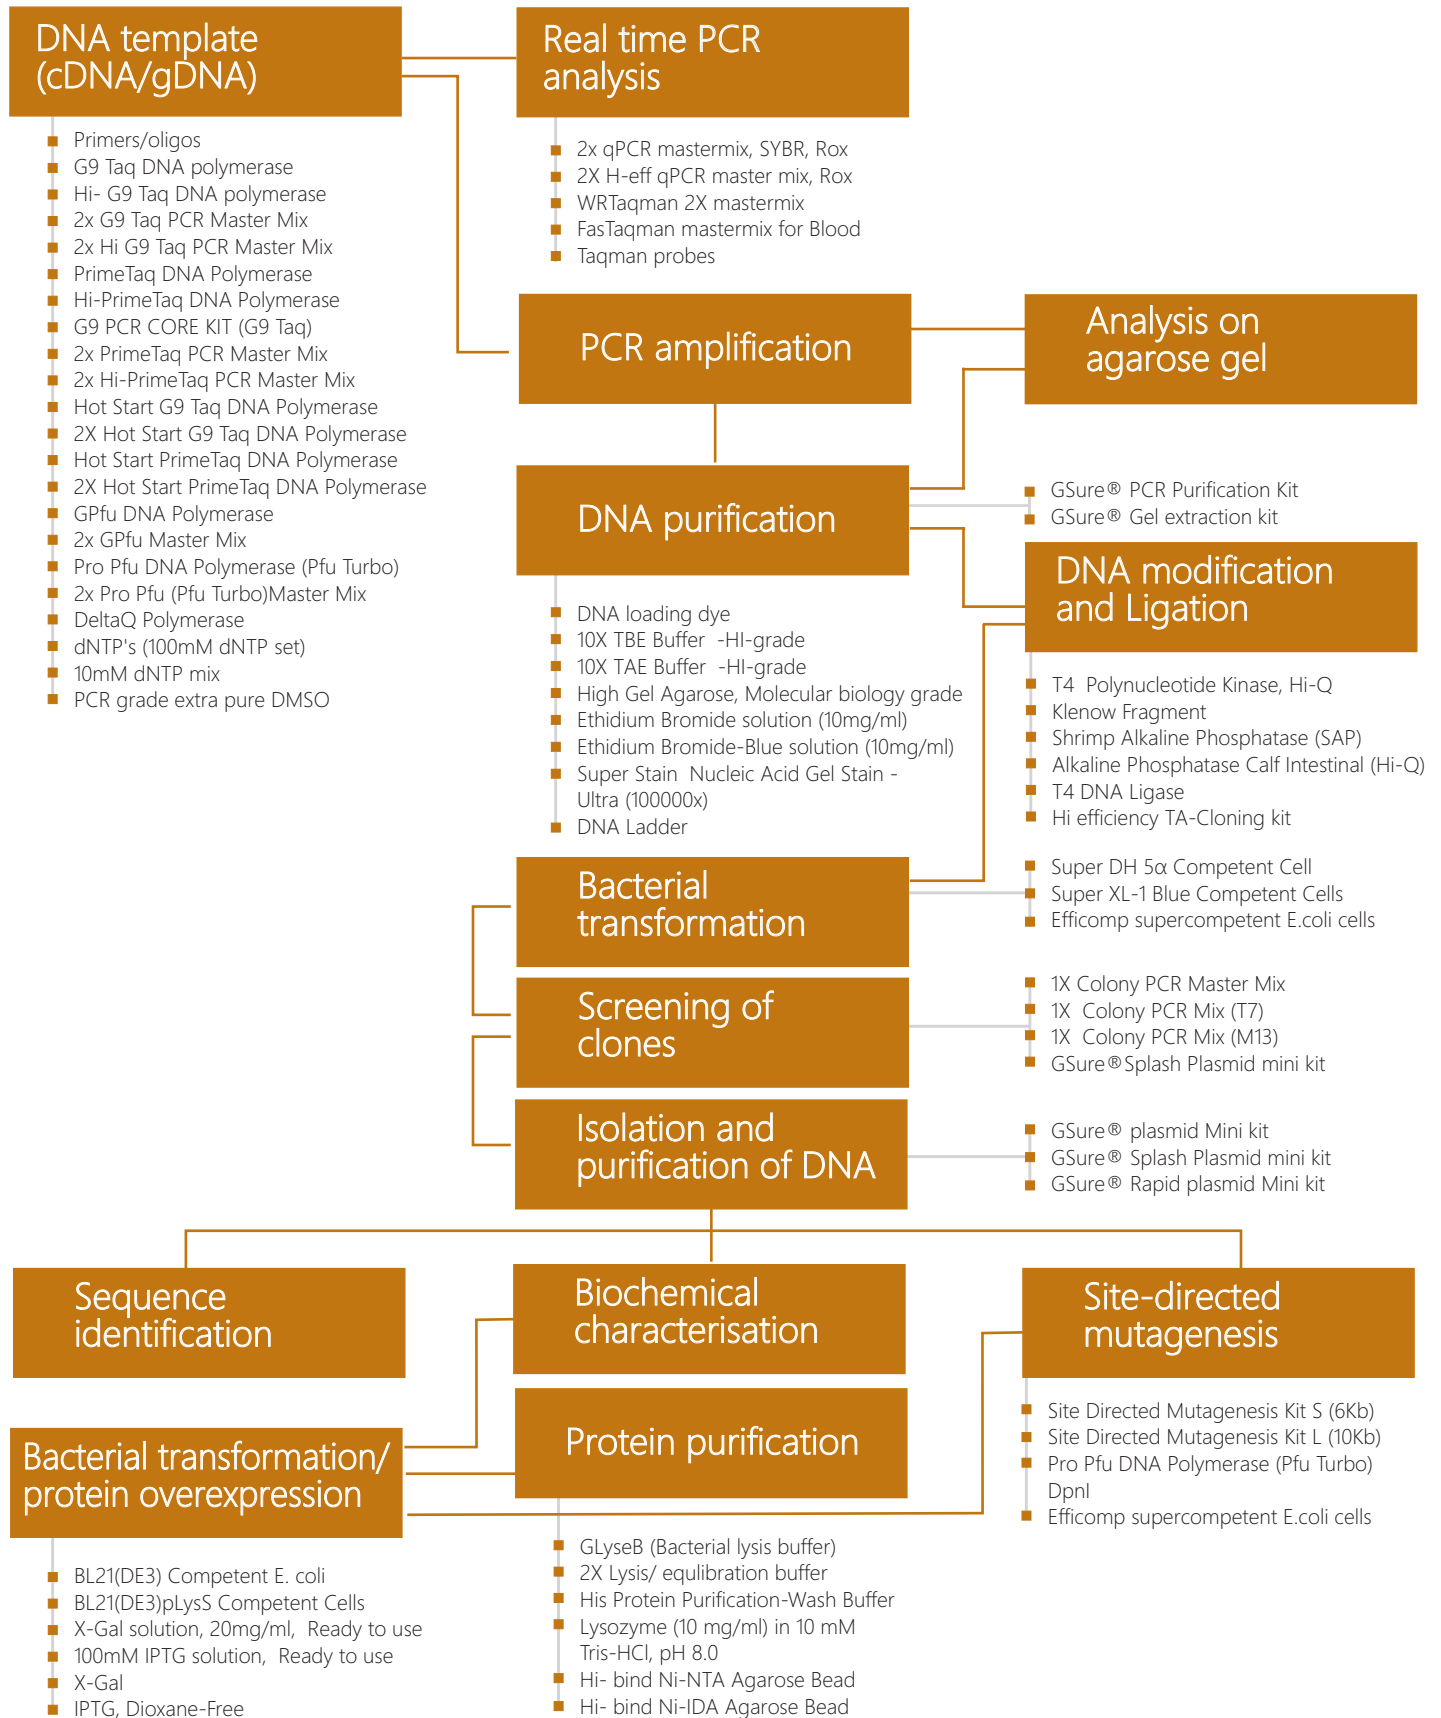 DNA template
(cDNA/gDNA)
Primers/oligos
G9 Taq DNA polymerase
Hi- G9 Taq DNA polymerase
2x G9 Taq PCR Master Mix
2x Hi G9 Taq PCR Master Mix
PrimeTaq DNA Polymerase
Hi-PrimeTaq DNA Polymerase
G9 PCR CORE KIT (G9 Taq)
2x PrimeTaq PCR Master Mix
2x Hi-PrimeTaq PCR Master Mix
Hot Start G9 Taq DNA Polymerase
2X Hot Start G9 Taq DNA Polymerase
Hot Start PrimeTaq DNA Polymerase
2X Hot Start PrimeTaq DNA Polymerase
GPfu DNA Polymerase
2x GPfu Master Mix
Pro Pfu DNA Polymerase (Pfu Turbo)
2x Pro Pfu (Pfu Turbo)Master Mix
DeltaQ Polymerase
dNTP's (100mM dNTP set)
10mM dNTP mix
PCR grade extra pure DMSO
Real time PCR
analysis
2x qPCR mastermix, SYBR, Rox
2X H-eff qPCR master mix, Rox
WRTaqman 2X mastermix
FasTaqman mastermix for Blood
Taqman probes
PCR amplification
Analysis on
agarose gel
DNA purification
GSure® PCR Purification Kit
GSure® Gel extraction kit
DNA loading dye
10X TBE Buffer -HI-grade
10X TAE Buffer -HI-grade
High Gel Agarose, Molecular biology grade
Ethidium Bromide solution (10mg/ml)
Ethidium Bromide-Blue solution (10mg/ml)
Super Stain Nucleic Acid Gel Stain -
Ultra (100000x)
DNA Ladder
DNA modification
and Ligation
T4 Polynucleotide Kinase, Hi-Q
Klenow Fragment
Shrimp Alkaline Phosphatase (SAP)
Alkaline Phosphatase Calf Intestinal (Hi-Q)
T4 DNA Ligase
Hi efficiency TA-Cloning kit
Bacterial
transformation
Super DH 5α Competent Cell
Super XL-1 Blue Competent Cells
Efficomp supercompetent E.coli cells
Screening of
clones
1X Colony PCR Master Mix
1X Colony PCR Mix (T7)
1X Colony PCR Mix (M13)
GSure®Splash Plasmid mini kit
Isolation and
purification of DNA
GSure® plasmid Mini kit
GSure® Splash Plasmid mini kit
GSure® Rapid plasmid Mini kit
Sequence
identification
Biochemical
characterisation
Site-directed
mutagenesis
Site Directed Mutagenesis Kit S (6Kb)
Site Directed Mutagenesis Kit L (10Kb)
Pro Pfu DNA Polymerase (Pfu Turbo)
DpnI
Efficomp supercompetent E.coli cells
Bacterial transformation/
protein overexpression
BL21(DE3) Competent E. coli
BL21(DE3)pLysS Competent Cells
X-Gal solution, 20mg/ml, Ready to use
100mM IPTG solution, Ready to use
X-Gal
IPTG, Dioxane-Free
Protein purification
GLyseB (Bacterial lysis buffer)
2X Lysis/ equlibration buffer
His Protein Purification-Wash Buffer
Lysozyme (10 mg/ml) in 10 mM
Tris-HCl, pH 8.0
Hi- bind Ni-NTA Agarose Bead
Hi- bind Ni-IDA Agarose Bead